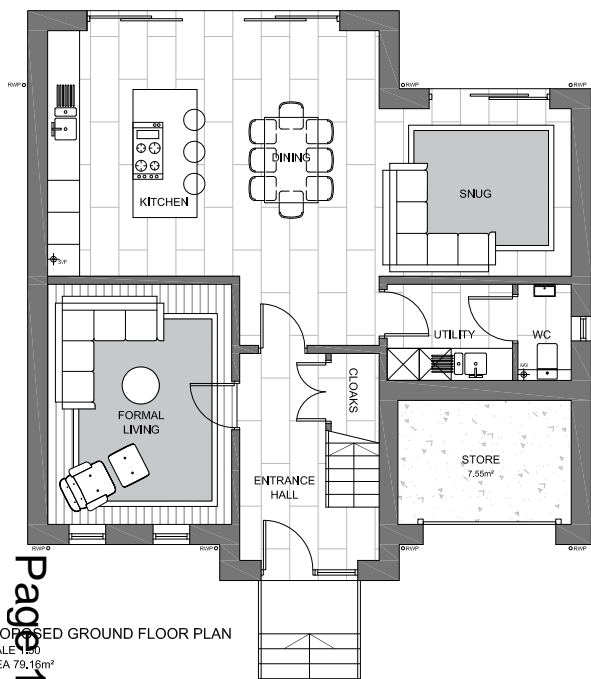 RWP
RWP
RWP
DINING
SNUG
KITCHEN
SVP
UTILITY
WC
AAV
CLOAKS
FORMAL
LIVING
STORE
7.55m²
ENTRANCE
HALL
RWP
RWP
RWP
RWP
Page 1
OPOSED GROUND FLOOR PLAN
ALE 1:50
EA 79.16m²